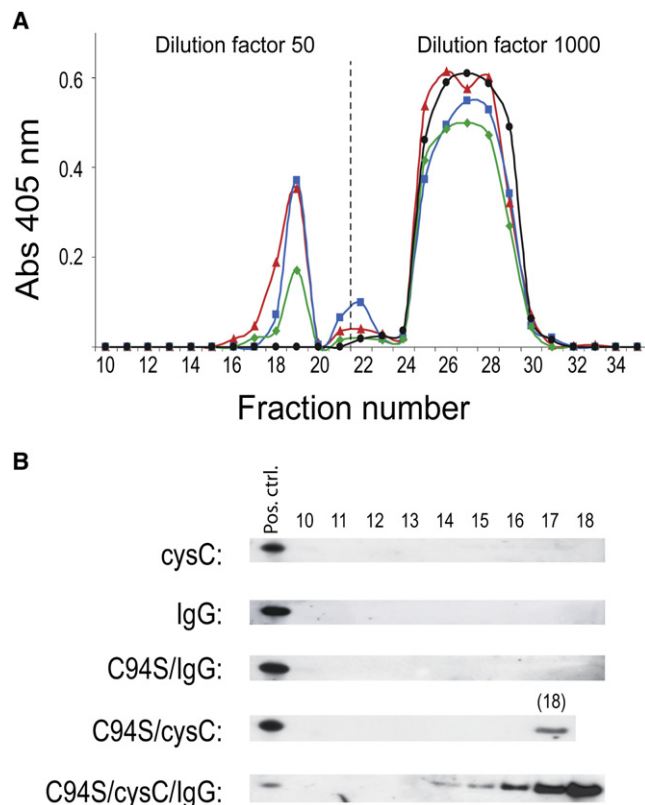 A
Dilution factor 50 Dilution factor 1000
0.6
0.4
0.2
Abs 405 nm
10 12 14 16 18 20 22 24 26 28 30 32 34
Fraction number
B
Pos. ctrl. 10 11 12 13 14 15 16 17 18
cysC:
IgG:
C94S/IgG:
(18)
C94S/cysC:
C94S/cysC/IgG: